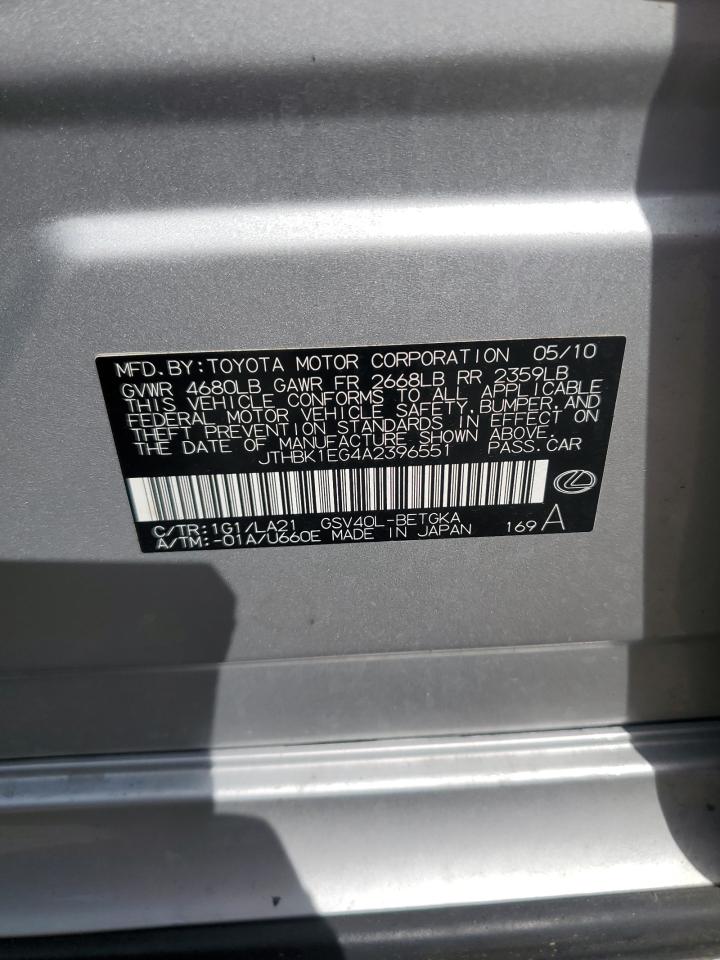 MFD.BY:TOYOTA MOTOR CORPORATION 05/10
GVWR 4680LB GAWR FR 2668LB RR 2359LB
THIS VEHICLE CONFORMS TO ALL APPLICABLE
FEDERAL MOTOR VEHICLE SAFETY,BUMPER,AND
THEFT PREVENTION STANDARDS IN EFFECT ON
THE DATE OF MANUFACTURE SHOWN ABOVE.
JTHBK1EG4A2396551 PASS.CAR
C/TR:1G1/LA21 GSV40L-BETGKA
A/TM:-01A/U660E MADE IN JAPAN 169 A